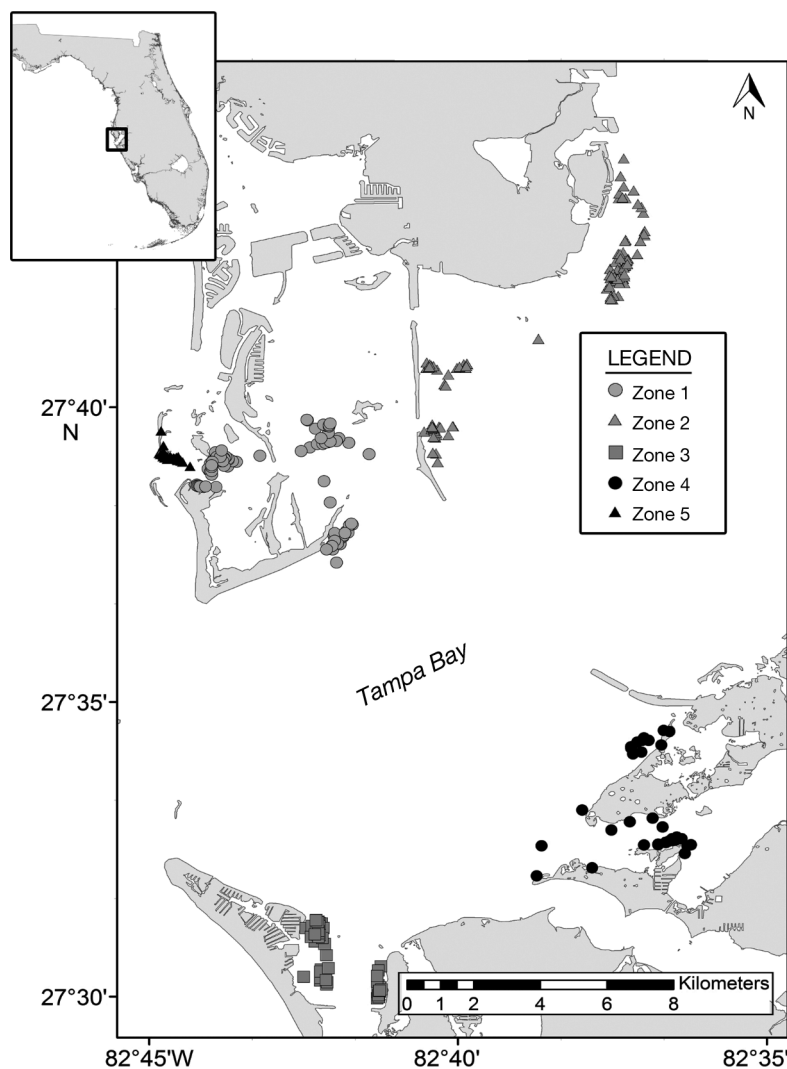 N
27°40'
N
LEGEND
Zone 1
Zone 2
Zone 3
Zone 4
Zone 5
Tampa Bay
27°35'
27°30'
Kilometers
0 1 2 4 6 8
82°45'W 82°40' 82°35'